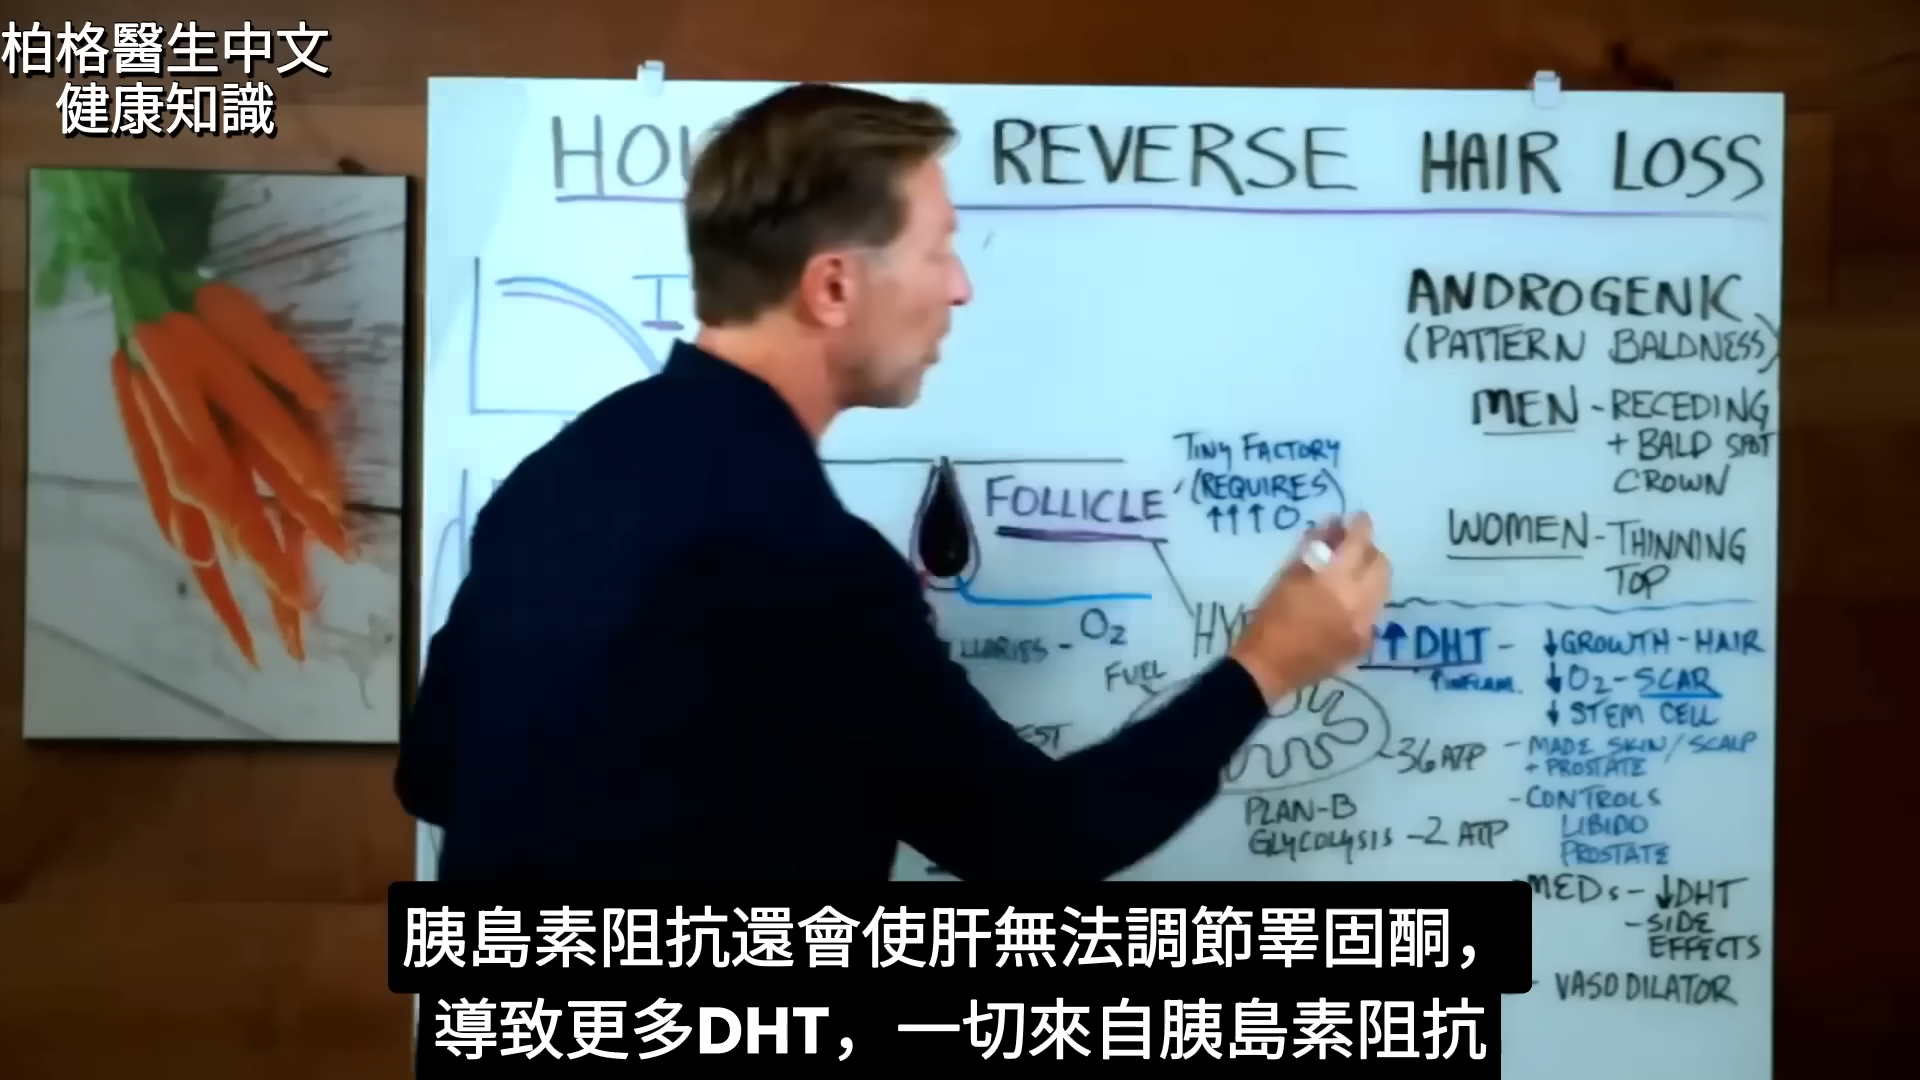 柏格醫生中文
健康知識
HOW REVERSE HAIR LOSS
I
ANDROGENIC
(PATTERN BALDNESS)
MEN - RECEDING
+ BALD SPOT
CROWN
WOMEN - THINNING
TOP
TINY FACTORY
(REQUIRES)
↑↑↑O₂
FOLLICLE
O₂
FUEL
HY
↑↑DHT -
↑INFLAM.
↓GROWTH - HAIR
↓O₂ - SCAR
↓STEM CELL
- MADE SKIN/SCALP
+ PROSTATE
- CONTROLS
LIBIDO
PROSTATE
- 36 ATP
PLAN-B
GLYCOLYSIS - 2 ATP
MEDs - ↓DHT
- SIDE
EFFECTS
- VASODILATOR
胰島素阻抗還會使肝無法調節睪固酮，
導致更多DHT，一切來自胰島素阻抗